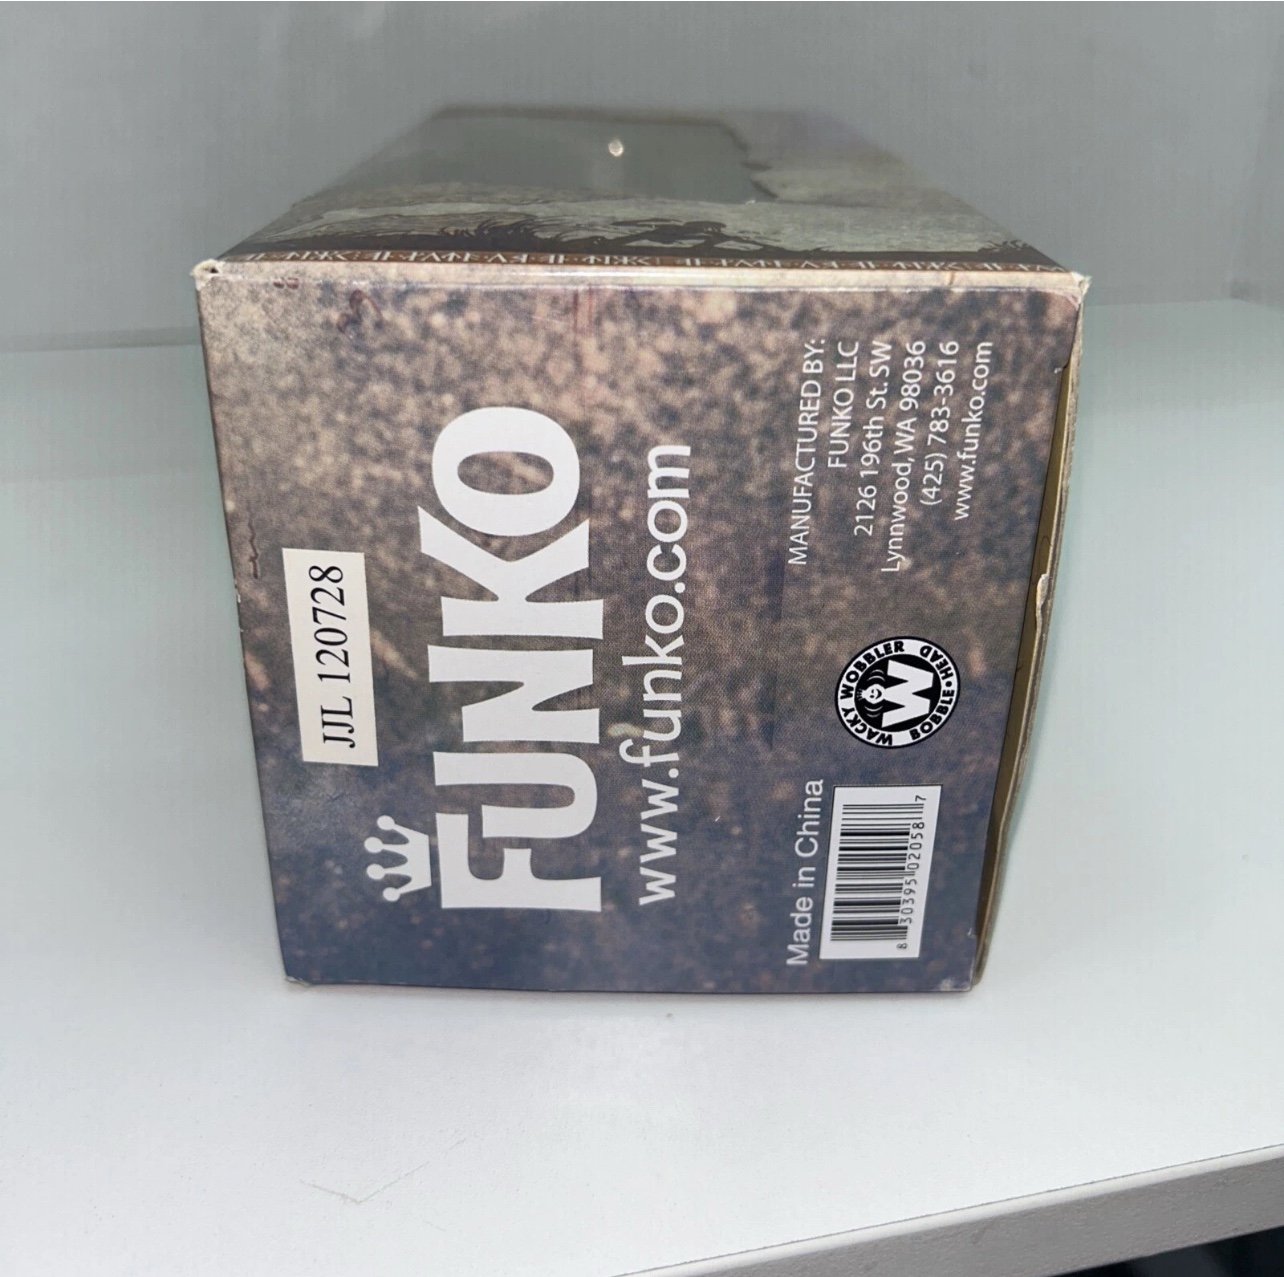 JJL 120728
FUNKO
www.funko.com
MANUFACTURED BY:
FUNKO LLC
2126 196th St. SW
Lynnwood, WA 98036
(425) 783-3616
www.funko.com
Made in China
WACKY WOBBLER
W
BOBBLE•HEAD
8 30395 02058 7